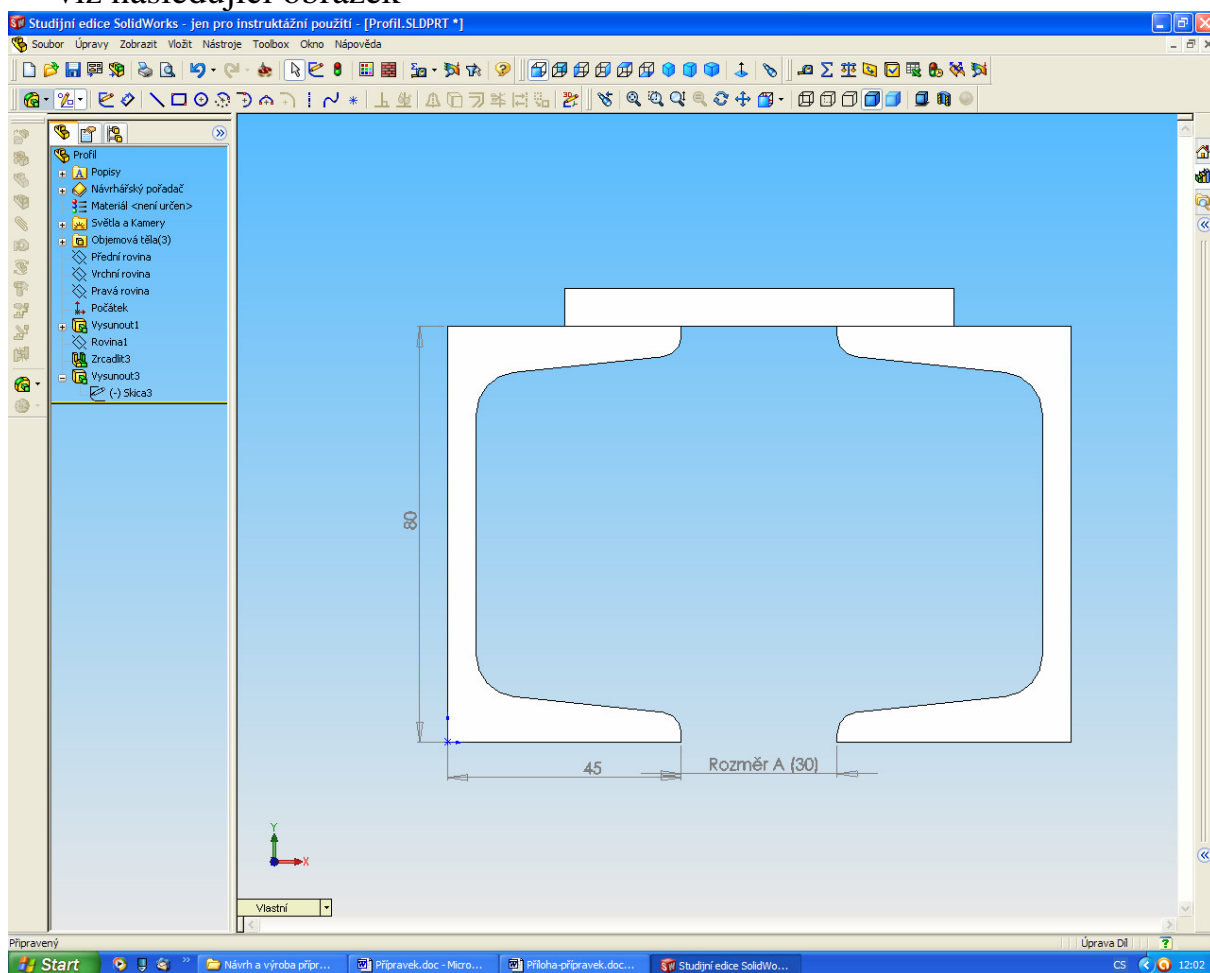 viz následující obrázek
Studijní edice SolidWorks - jen pro instruktážní použití - [Profil.SLDPRT *]
Soubor Úpravy Zobrazit Vložit Nástroje Toolbox Okno Nápověda
Profil
Popisy
Návrhářský pořadač
Materiál <není určen>
Světla a Kamery
Objemová těla(3)
Přední rovina
Vrchní rovina
Pravá rovina
Počátek
Vysunout1
Rovina1
Zrcadlit3
Vysunout3
(-) Skica3
80
45
Rozměr A (30)
Y
X
Vlastní
Připravený
Úprava Díl
Start
Návrh a výroba přípr...
Přípravek.doc - Micro...
Příloha-přípravek.doc...
Studijní edice SolidWo...
CS
12:02